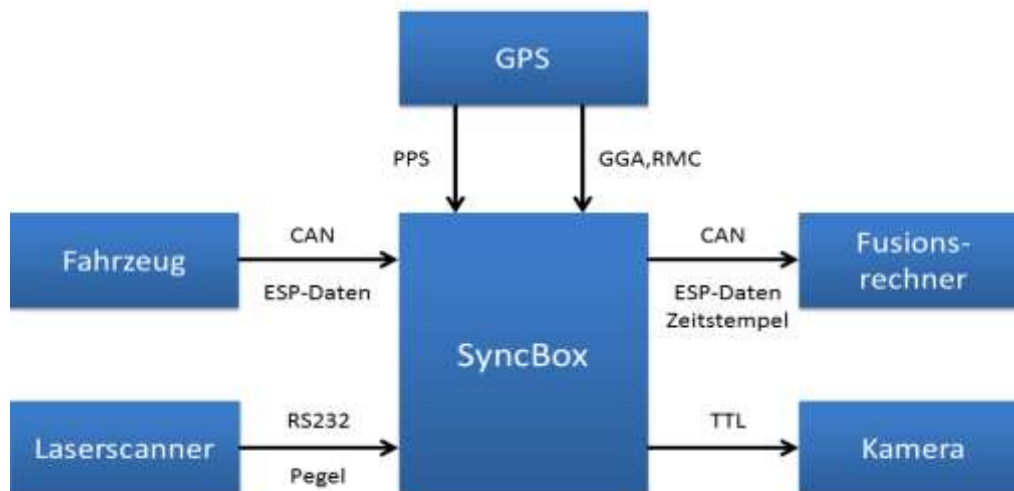 GPS
PPS
GGA,RMC
Fahrzeug
CAN
ESP-Daten
SyncBox
CAN
ESP-Daten
Zeitstempel
Fusions-
rechner
Laserscanner
RS232
Pegel
TTL
Kamera